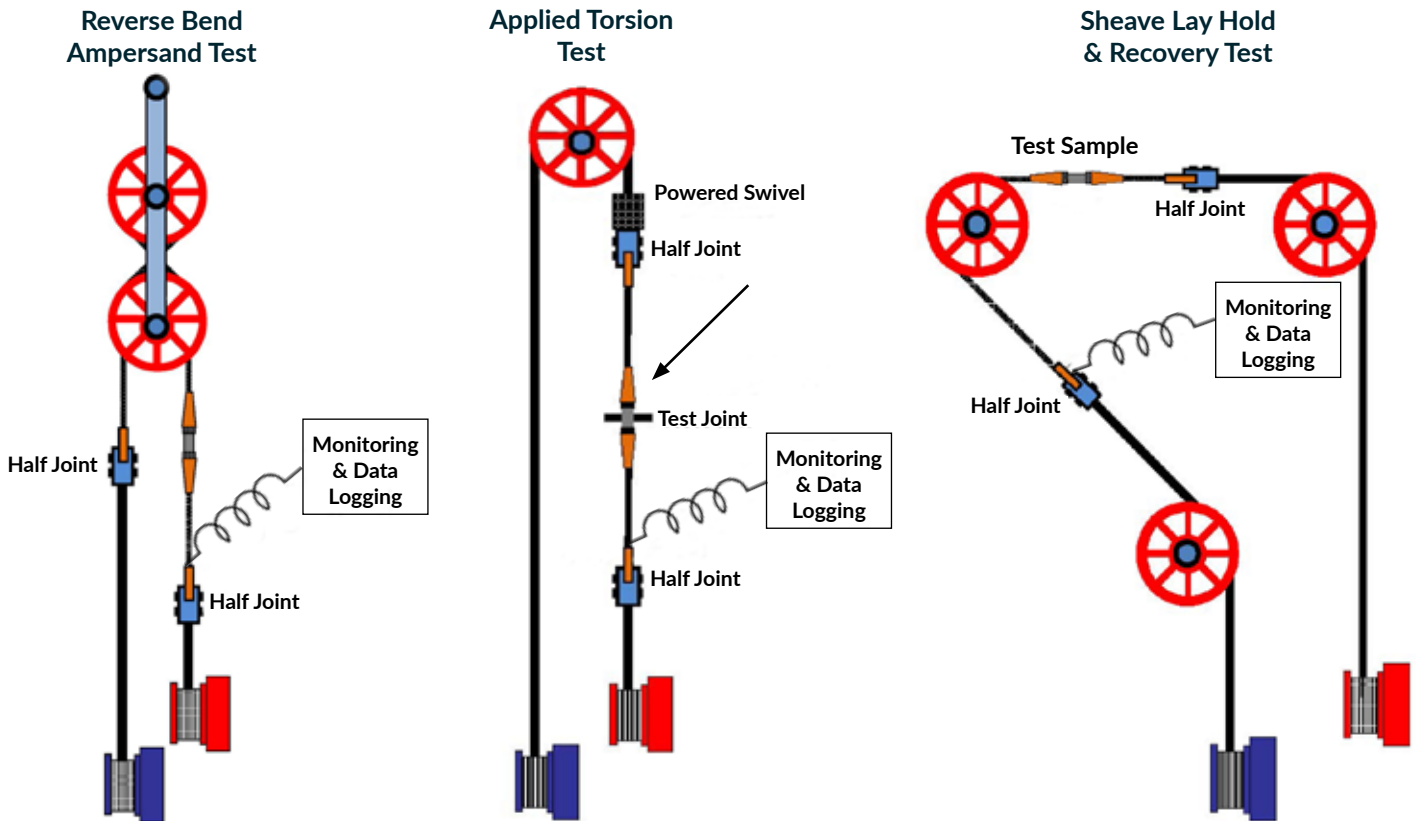 Reverse Bend
Ampersand Test
Half Joint
Monitoring
& Data
Logging
Half Joint
Applied Torsion
Test
Powered Swivel
Half Joint
Test Joint
Monitoring
& Data
Logging
Half Joint
Sheave Lay Hold
& Recovery Test
Test Sample
Half Joint
Monitoring
& Data
Logging
Half Joint